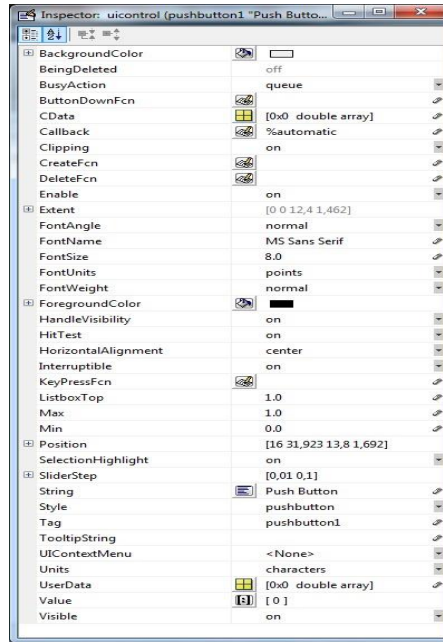 Inspector: uicontrol (pushbutton1 "Push Butto...
BackgroundColor
BeingDeleted off
BusyAction queue
ButtonDownFcn
CData [0x0 double array]
Callback %automatic
Clipping on
CreateFcn
DeleteFcn
Enable on
Extent [0 0 12,4 1,462]
FontAngle normal
FontName MS Sans Serif
FontSize 8.0
FontUnits points
FontWeight normal
ForegroundColor
HandleVisibility on
HitTest on
HorizontalAlignment center
Interruptible on
KeyPressFcn
ListboxTop 1.0
Max 1.0
Min 0.0
Position [16 31,923 13,8 1,692]
SelectionHighlight on
SliderStep [0,01 0,1]
String Push Button
Style pushbutton
Tag pushbutton1
TooltipString
UIContextMenu <None>
Units characters
UserData [0x0 double array]
Value [ 0 ]
Visible on